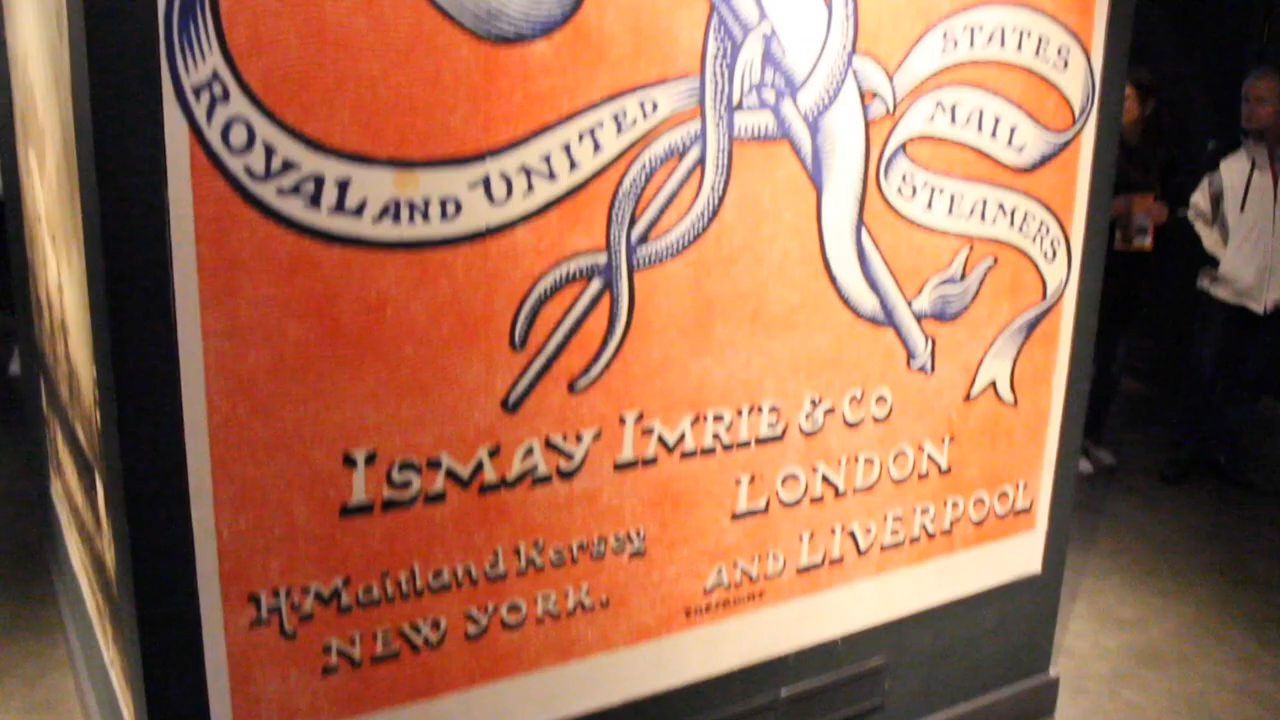 ROYAL AND UNITED
STATES
MAIL
STEAMERS
ISMAY IMRIE & CO
LONDON
AND LIVERPOOL
H. Maitland Kersey
NEW YORK.